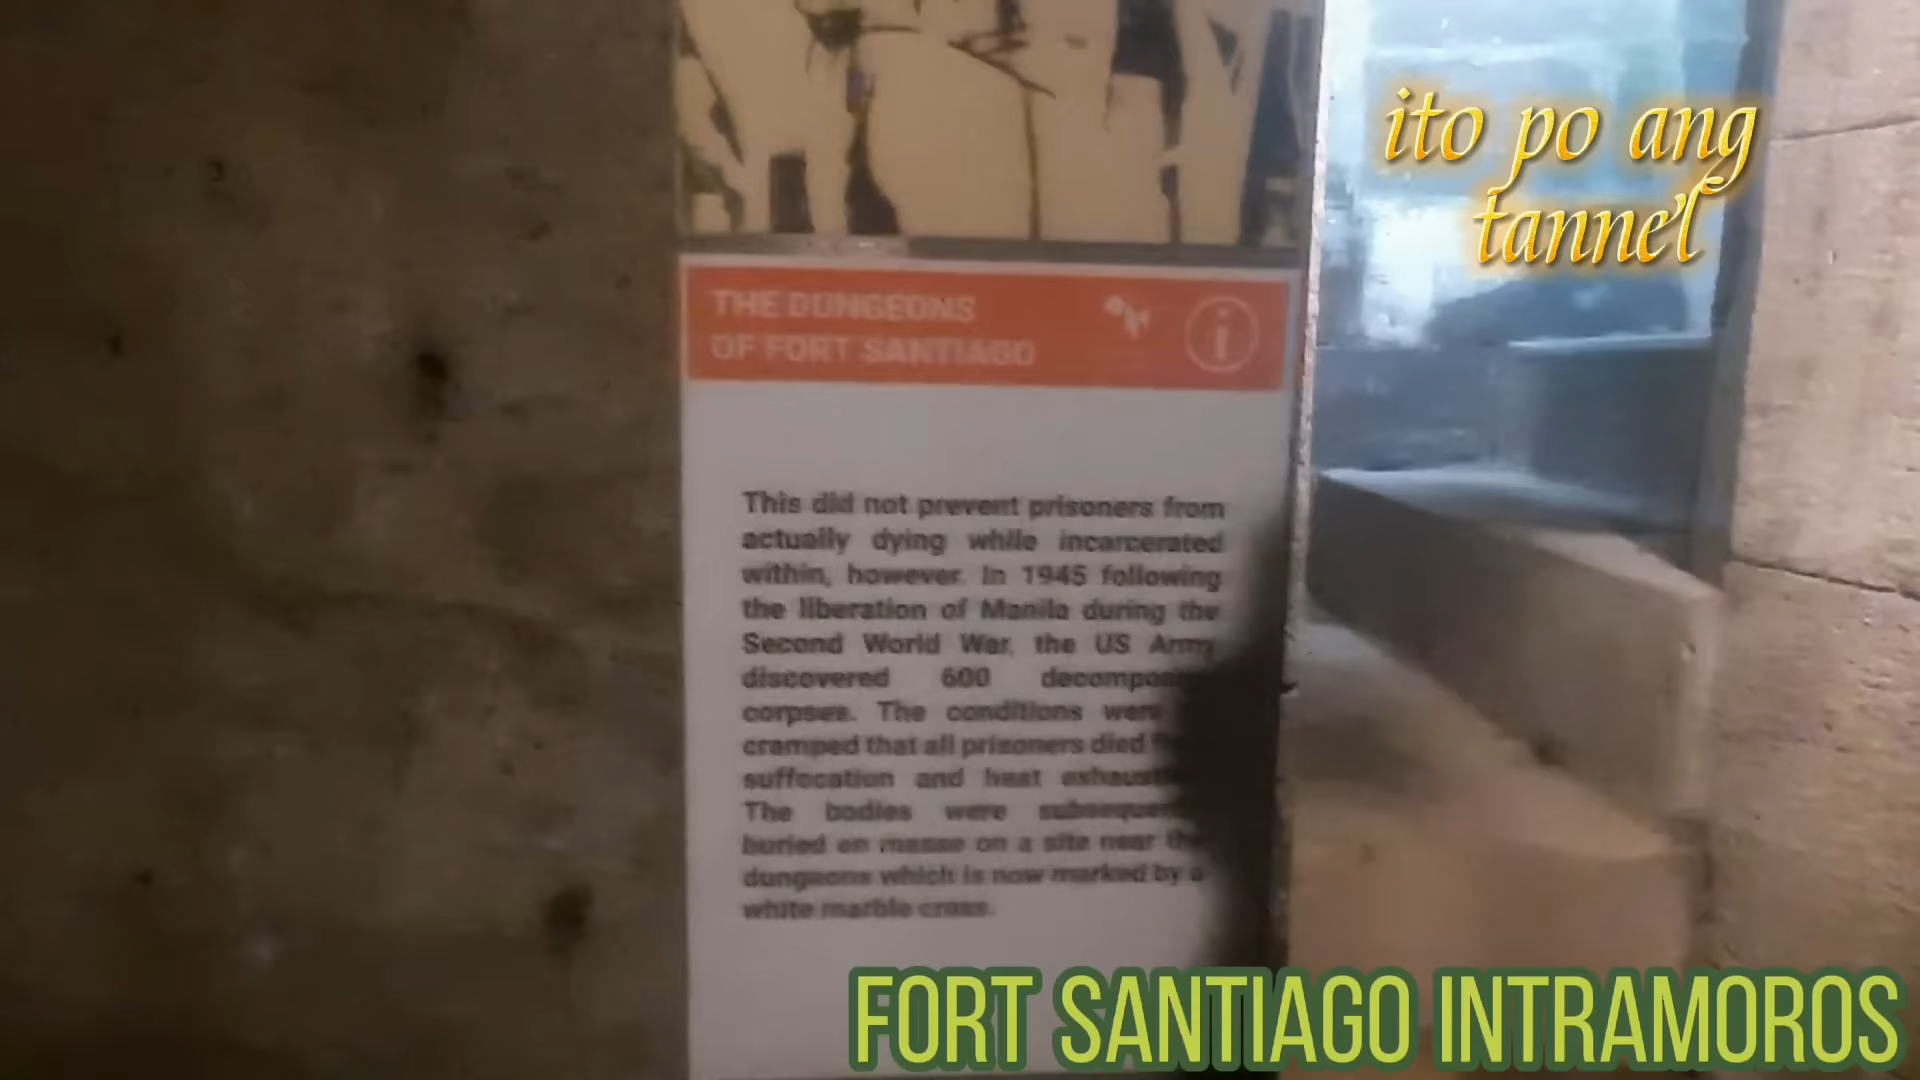 ito po ang
tannel
THE DUNGEONS
OF FORT SANTIAGO
This did not prevent prisoners from
actually dying while incarcerated
within, however. In 1945 following
the liberation of Manila during the
Second World War, the US Army
discovered 600
corpses. The conditions were
cramped that all prisoners died
suffocation and heat
The bodies were
buried en masse on a site near the
dungeons which is now marked by a
white marble cross.
FORT SANTIAGO INTRAMOROS